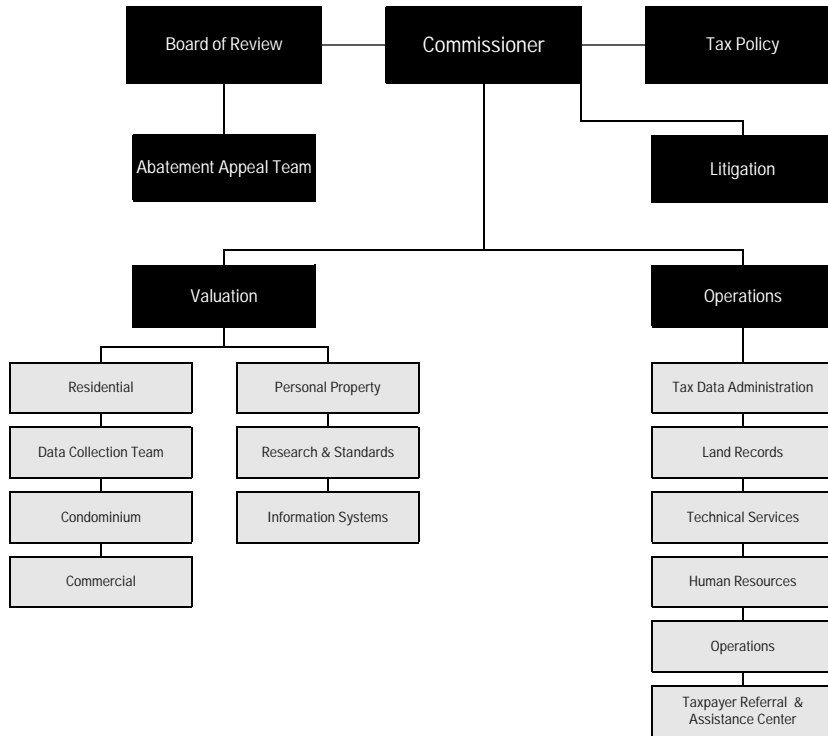 Board of Review
Commissioner
Tax Policy
Abatement Appeal Team
Litigation
Valuation
Operations
Residential
Personal Property
Tax Data Administration
Data Collection Team
Research & Standards
Land Records
Condominium
Information Systems
Technical Services
Commercial
Human Resources
Operations
Taxpayer Referral &
Assistance Center